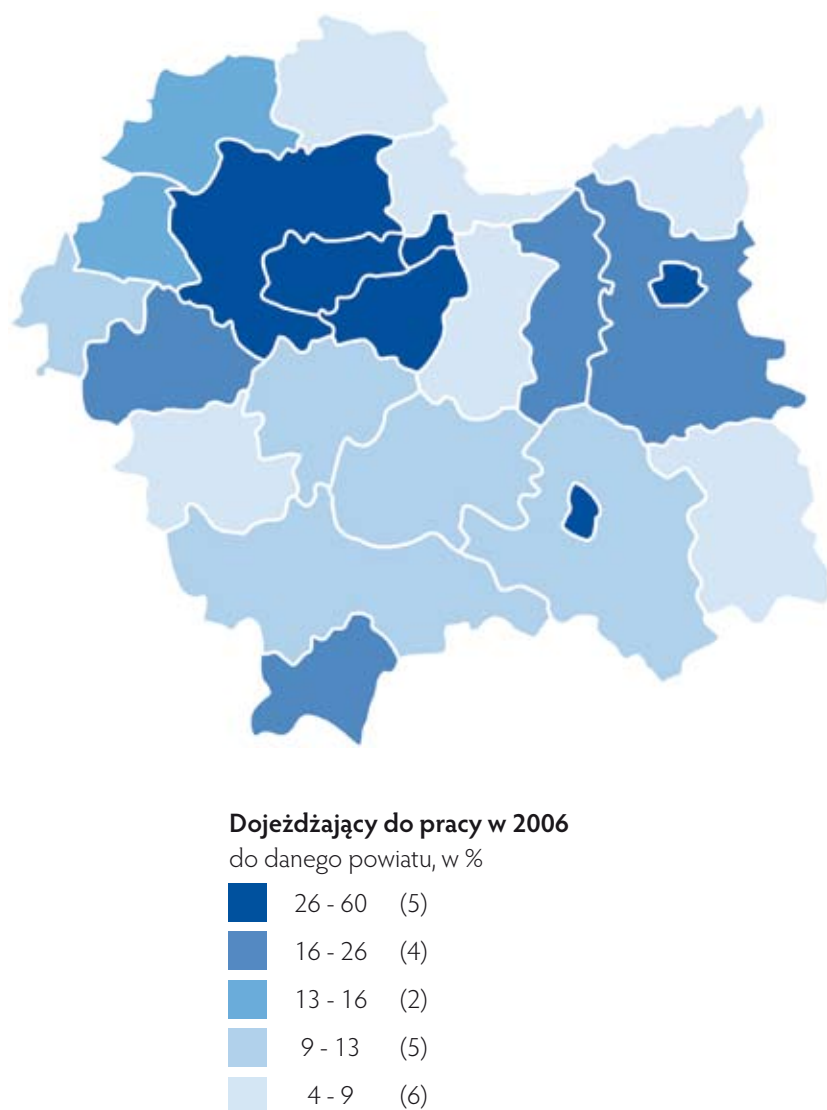 Dojeżdżający do pracy w 2006
do danego powiatu, w %
26 - 60 (5)
16 - 26 (4)
13 - 16 (2)
9 - 13 (5)
4 - 9 (6)